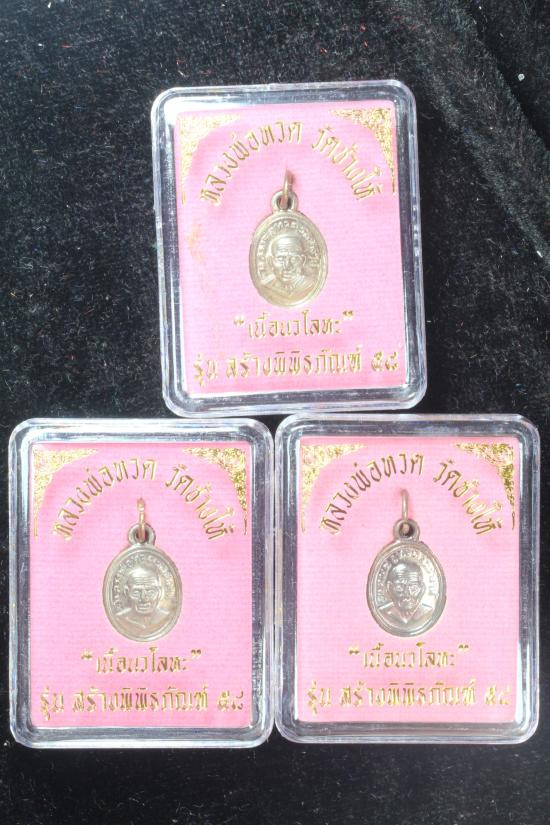 หลวงพ่อทวด วัดช้างให้
"เนื้อนวโลหะ"
รุ่น สร้างพิพิธภัณฑ์ ๕๘
หลวงพ่อทวด วัดช้างให้
"เนื้อนวโลหะ"
รุ่น สร้างพิพิธภัณฑ์ ๕๘
หลวงพ่อทวด วัดช้างให้
"เนื้อนวโลหะ"
รุ่น สร้างพิพิธภัณฑ์ ๕๘